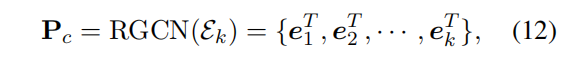 P_c = RGCN(ℰ_k) = {e_1^T, e_2^T, ⋯ , e_k^T}, (12)